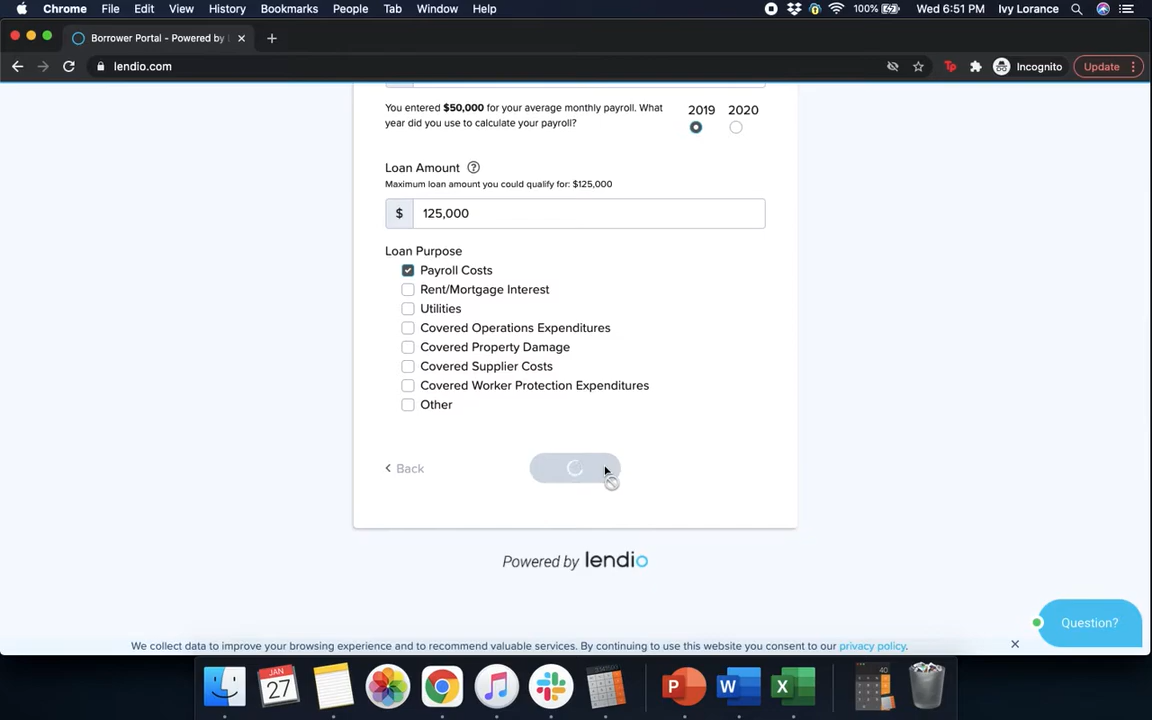 Chrome File Edit View History Bookmarks People Tab Window Help 100% Wed 6:51 PM Ivy Lorance
Borrower Portal - Powered by
lendio.com Incognito Update
You entered $50,000 for your average monthly payroll. What
year did you use to calculate your payroll?
2019 2020
Loan Amount ?
Maximum loan amount you could qualify for: $125,000
$ 125,000
Loan Purpose
Payroll Costs
Rent/Mortgage Interest
Utilities
Covered Operations Expenditures
Covered Property Damage
Covered Supplier Costs
Covered Worker Protection Expenditures
Other
Back
Powered by lendio
Question?
We collect data to improve your browsing experience and to recommend valuable services. By continuing to use this website you consent to our privacy policy.
JAN
27
P W X